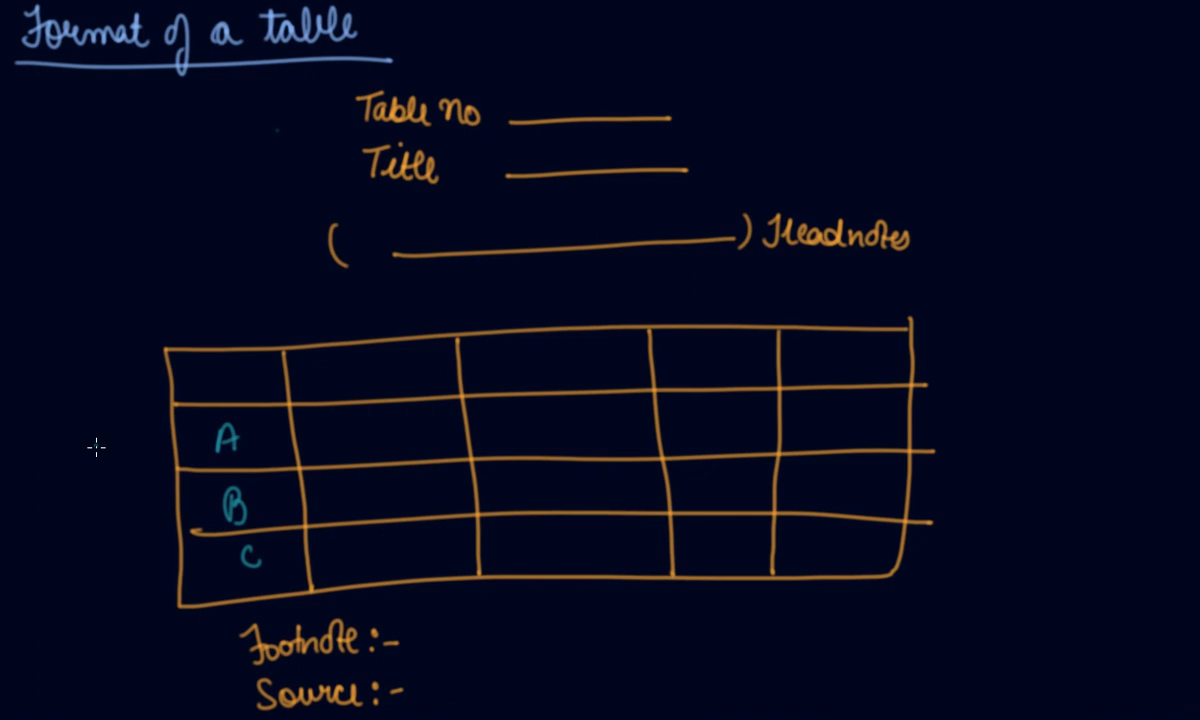 Format of a table
Table no
Title
( ) Headnotes
A
B
C
Footnote :-
Source :-